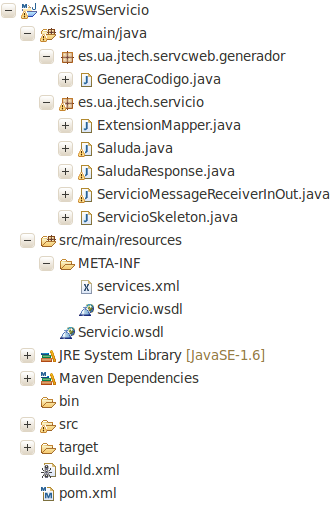 Axis2SWServicio
src/main/java
es.ua.jtech.servcweb.generador
GeneraCodigo.java
es.ua.jtech.servicio
ExtensionMapper.java
Saluda.java
SaludaResponse.java
ServicioMessageReceiverInOut.java
ServicioSkeleton.java
src/main/resources
META-INF
services.xml
Servicio.wsdl
Servicio.wsdl
JRE System Library [JavaSE-1.6]
Maven Dependencies
bin
src
target
build.xml
pom.xml